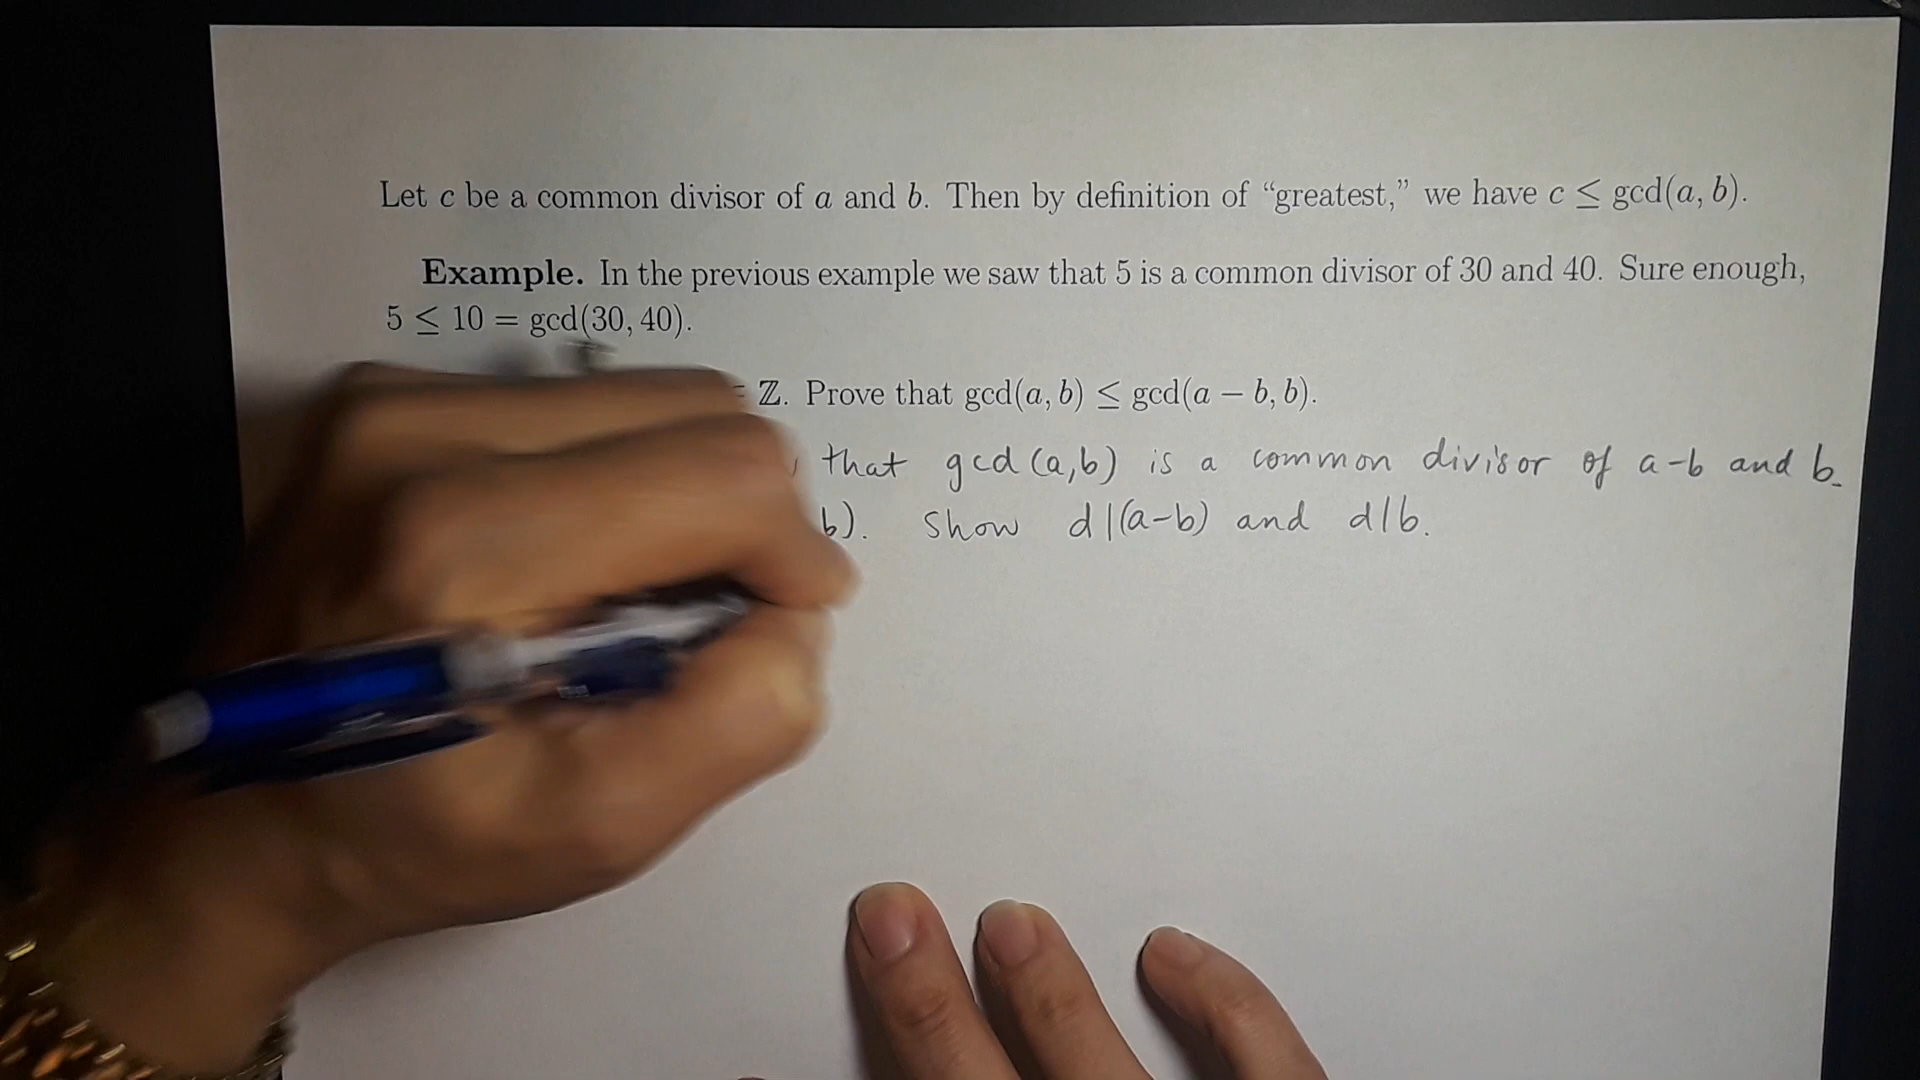 Let c be a common divisor of a and b. Then by definition of “greatest,” we have c ≤ gcd(a, b).
Example. In the previous example we saw that 5 is a common divisor of 30 and 40. Sure enough,
5 ≤ 10 = gcd(30, 40).
ℤ. Prove that gcd(a, b) ≤ gcd(a − b, b).
that gcd(a,b) is a common divisor of a-b and b.
b). Show d|(a-b) and d|b.